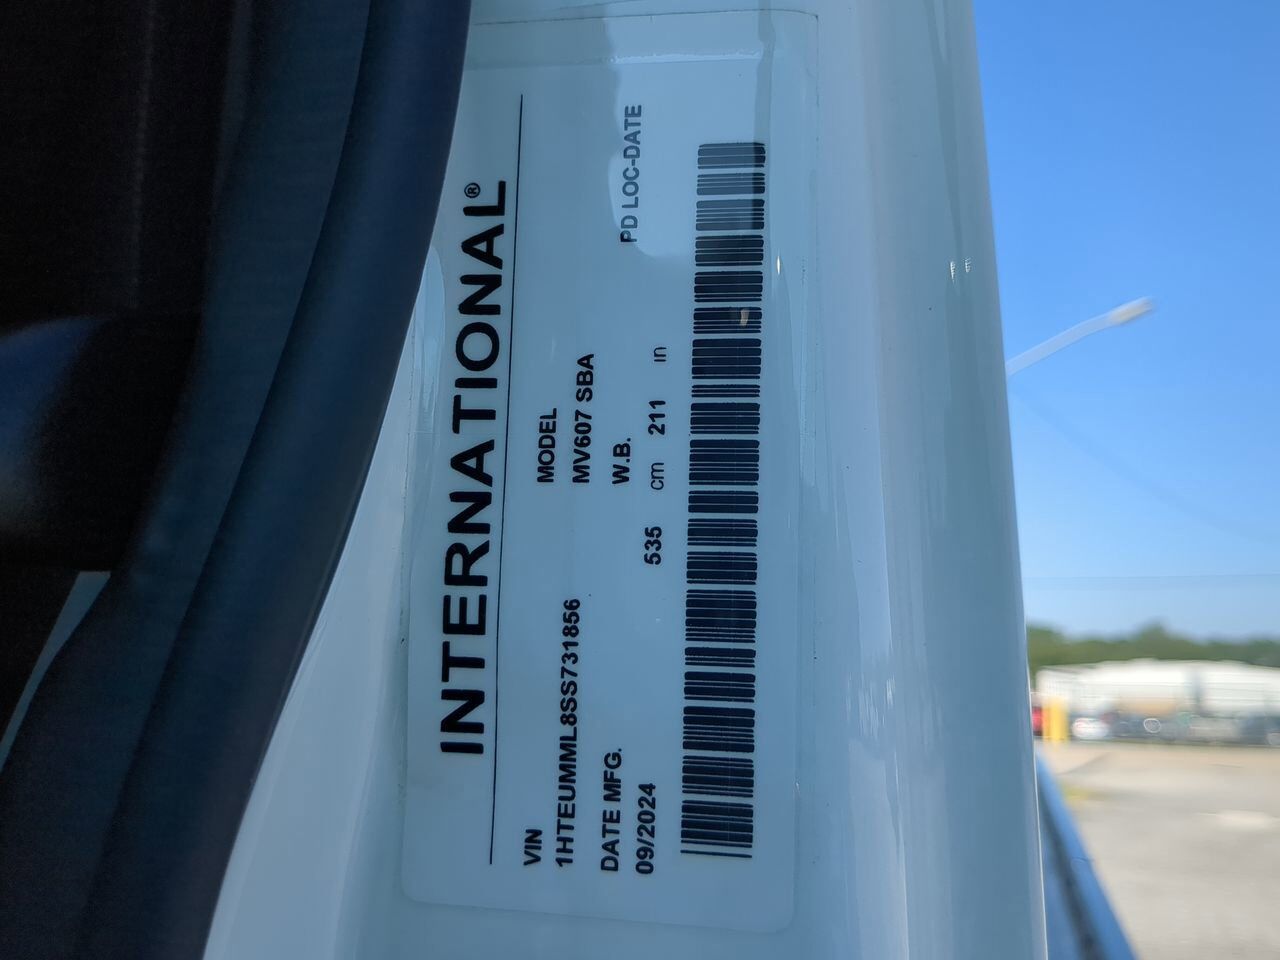 INTERNATIONAL®
VIN MODEL
1HTEUMML8SS731856 MV607 SBA
DATE MFG. W.B. PD LOC-DATE
09/2024 535 cm 211 in